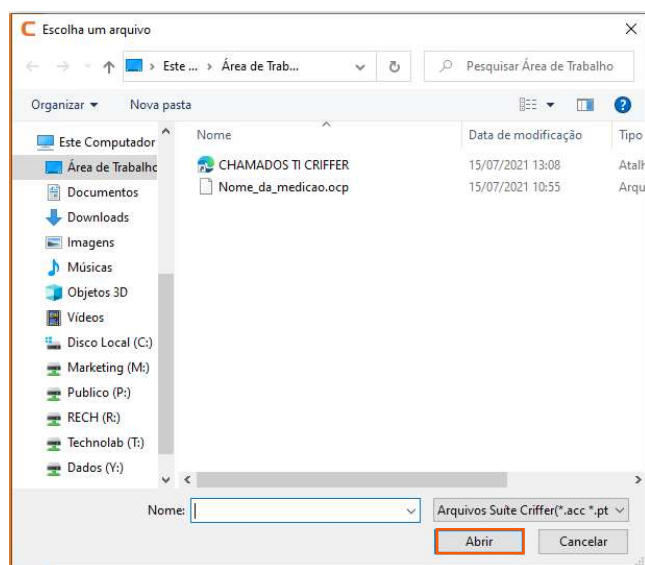 Escolha um arquivo
Este ... › Área de Trab...
Pesquisar Área de Trabalho
Organizar
Nova pasta
Nome
Data de modificação
Tipo
Este Computador
Área de Trabalho
Documentos
Downloads
Imagens
Músicas
Objetos 3D
Vídeos
Disco Local (C:)
Marketing (M:)
Publico (P:)
RECH (R:)
Technolab (T:)
Dados (Y:)
CHAMADOS TI CRIFFER
15/07/2021 13:08
Atalh
Nome_da_medicao.ocp
15/07/2021 10:55
Arqu
Nome:
Arquivos Suíte Criffer(*.acc *.pt
Abrir
Cancelar